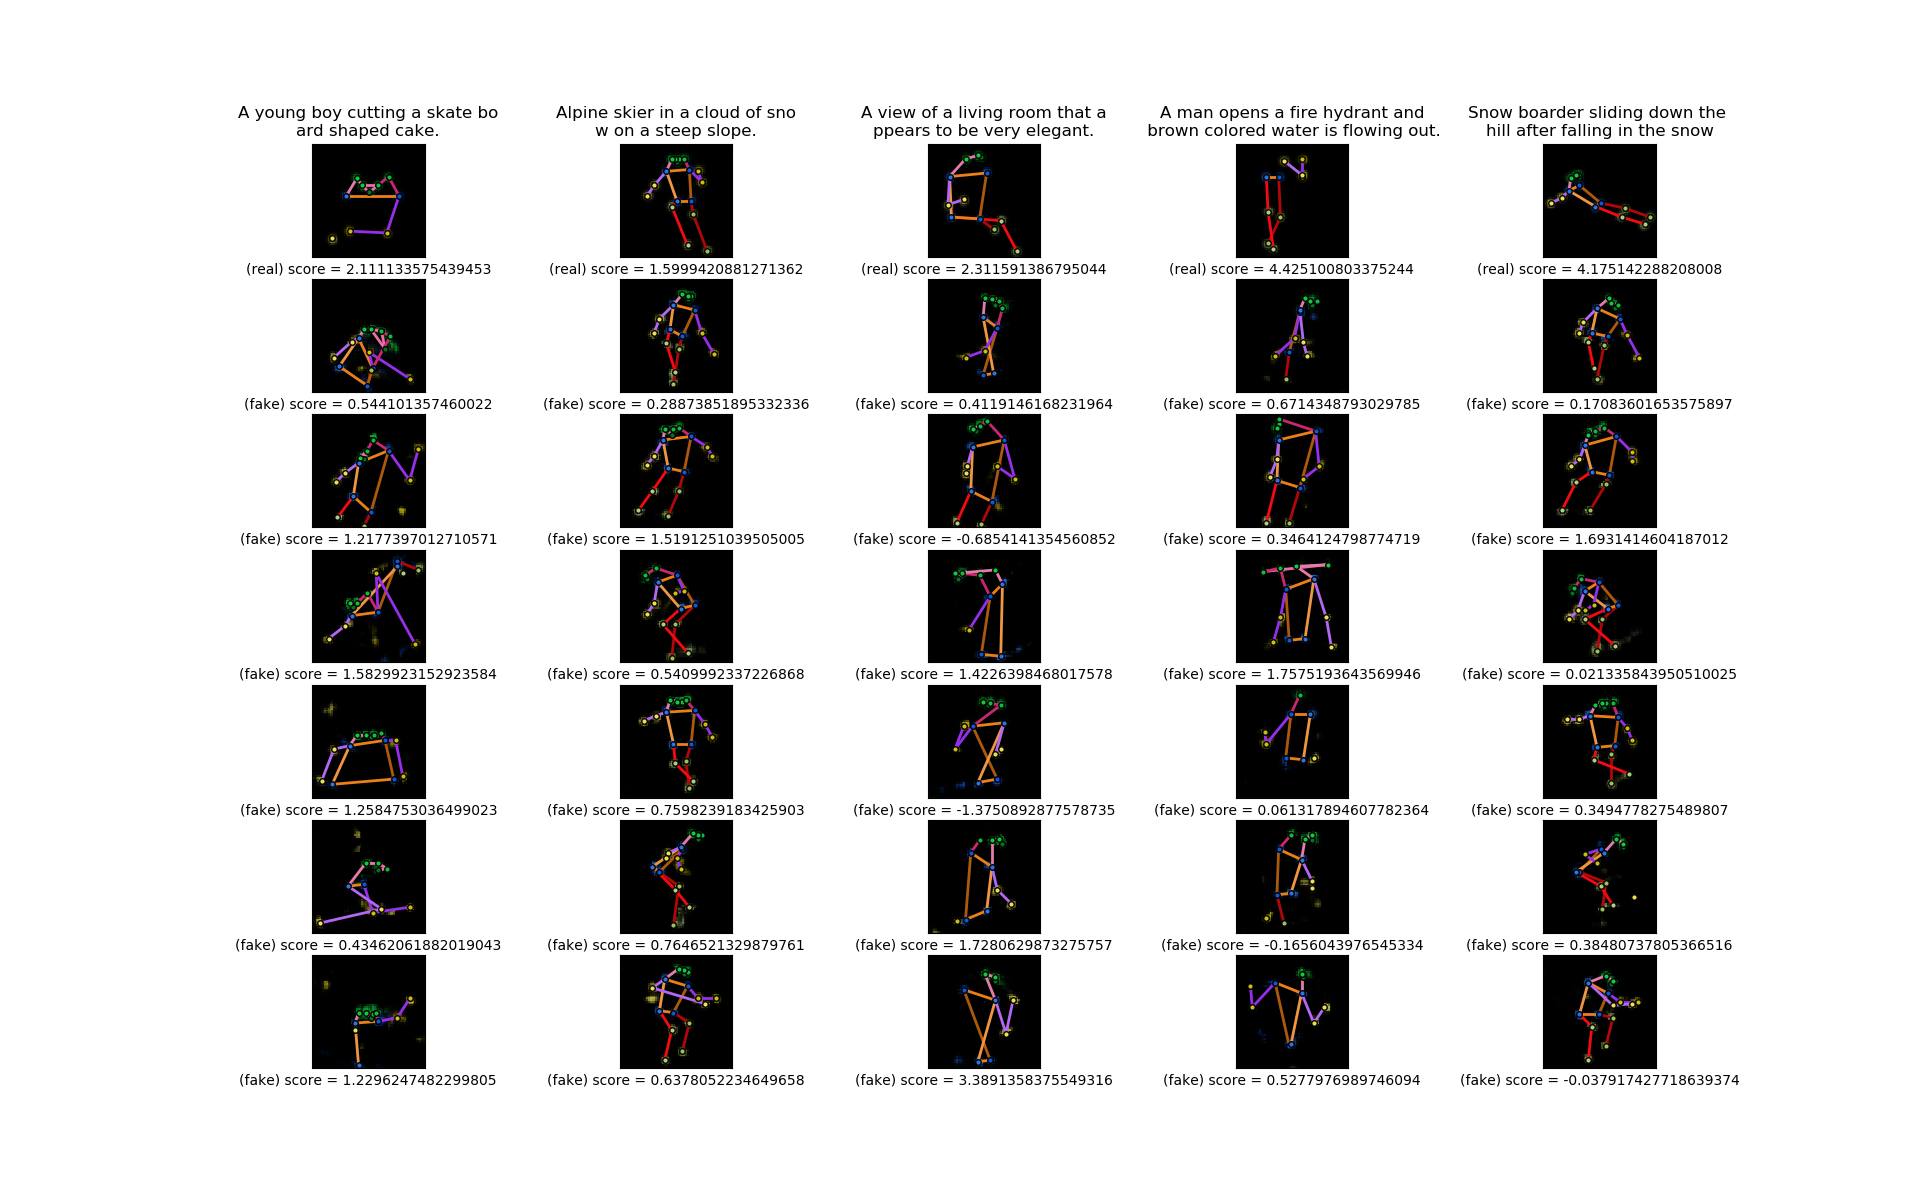 A young boy cutting a skate bo
ard shaped cake.
Alpine skier in a cloud of sno
w on a steep slope.
A view of a living room that a
ppears to be very elegant.
A man opens a fire hydrant and
brown colored water is flowing out.
Snow boarder sliding down the
hill after falling in the snow
(real) score = 2.111133575439453
(real) score = 1.5999420881271362
(real) score = 2.311591386795044
(real) score = 4.425100803375244
(real) score = 4.175142288208008
(fake) score = 0.544101357460022
(fake) score = 0.28873851895332336
(fake) score = 0.4119146168231964
(fake) score = 0.6714348793029785
(fake) score = 0.17083601653575897
(fake) score = 1.2177397012710571
(fake) score = 1.5191251039505005
(fake) score = -0.6854141354560852
(fake) score = 0.3464124798774719
(fake) score = 1.6931414604187012
(fake) score = 1.5829923152923584
(fake) score = 0.5409992337226868
(fake) score = 1.4226398468017578
(fake) score = 1.7575193643569946
(fake) score = 0.021335843950510025
(fake) score = 1.2584753036499023
(fake) score = 0.7598239183425903
(fake) score = -1.3750892877578735
(fake) score = 0.061317894607782364
(fake) score = 0.3494778275489807
(fake) score = 0.43462061882019043
(fake) score = 0.7646521329879761
(fake) score = 1.7280629873275757
(fake) score = -0.1656043976545334
(fake) score = 0.38480737805366516
(fake) score = 1.2296247482299805
(fake) score = 0.6378052234649658
(fake) score = 3.3891358375549316
(fake) score = 0.5277976989746094
(fake) score = -0.037917427718639374